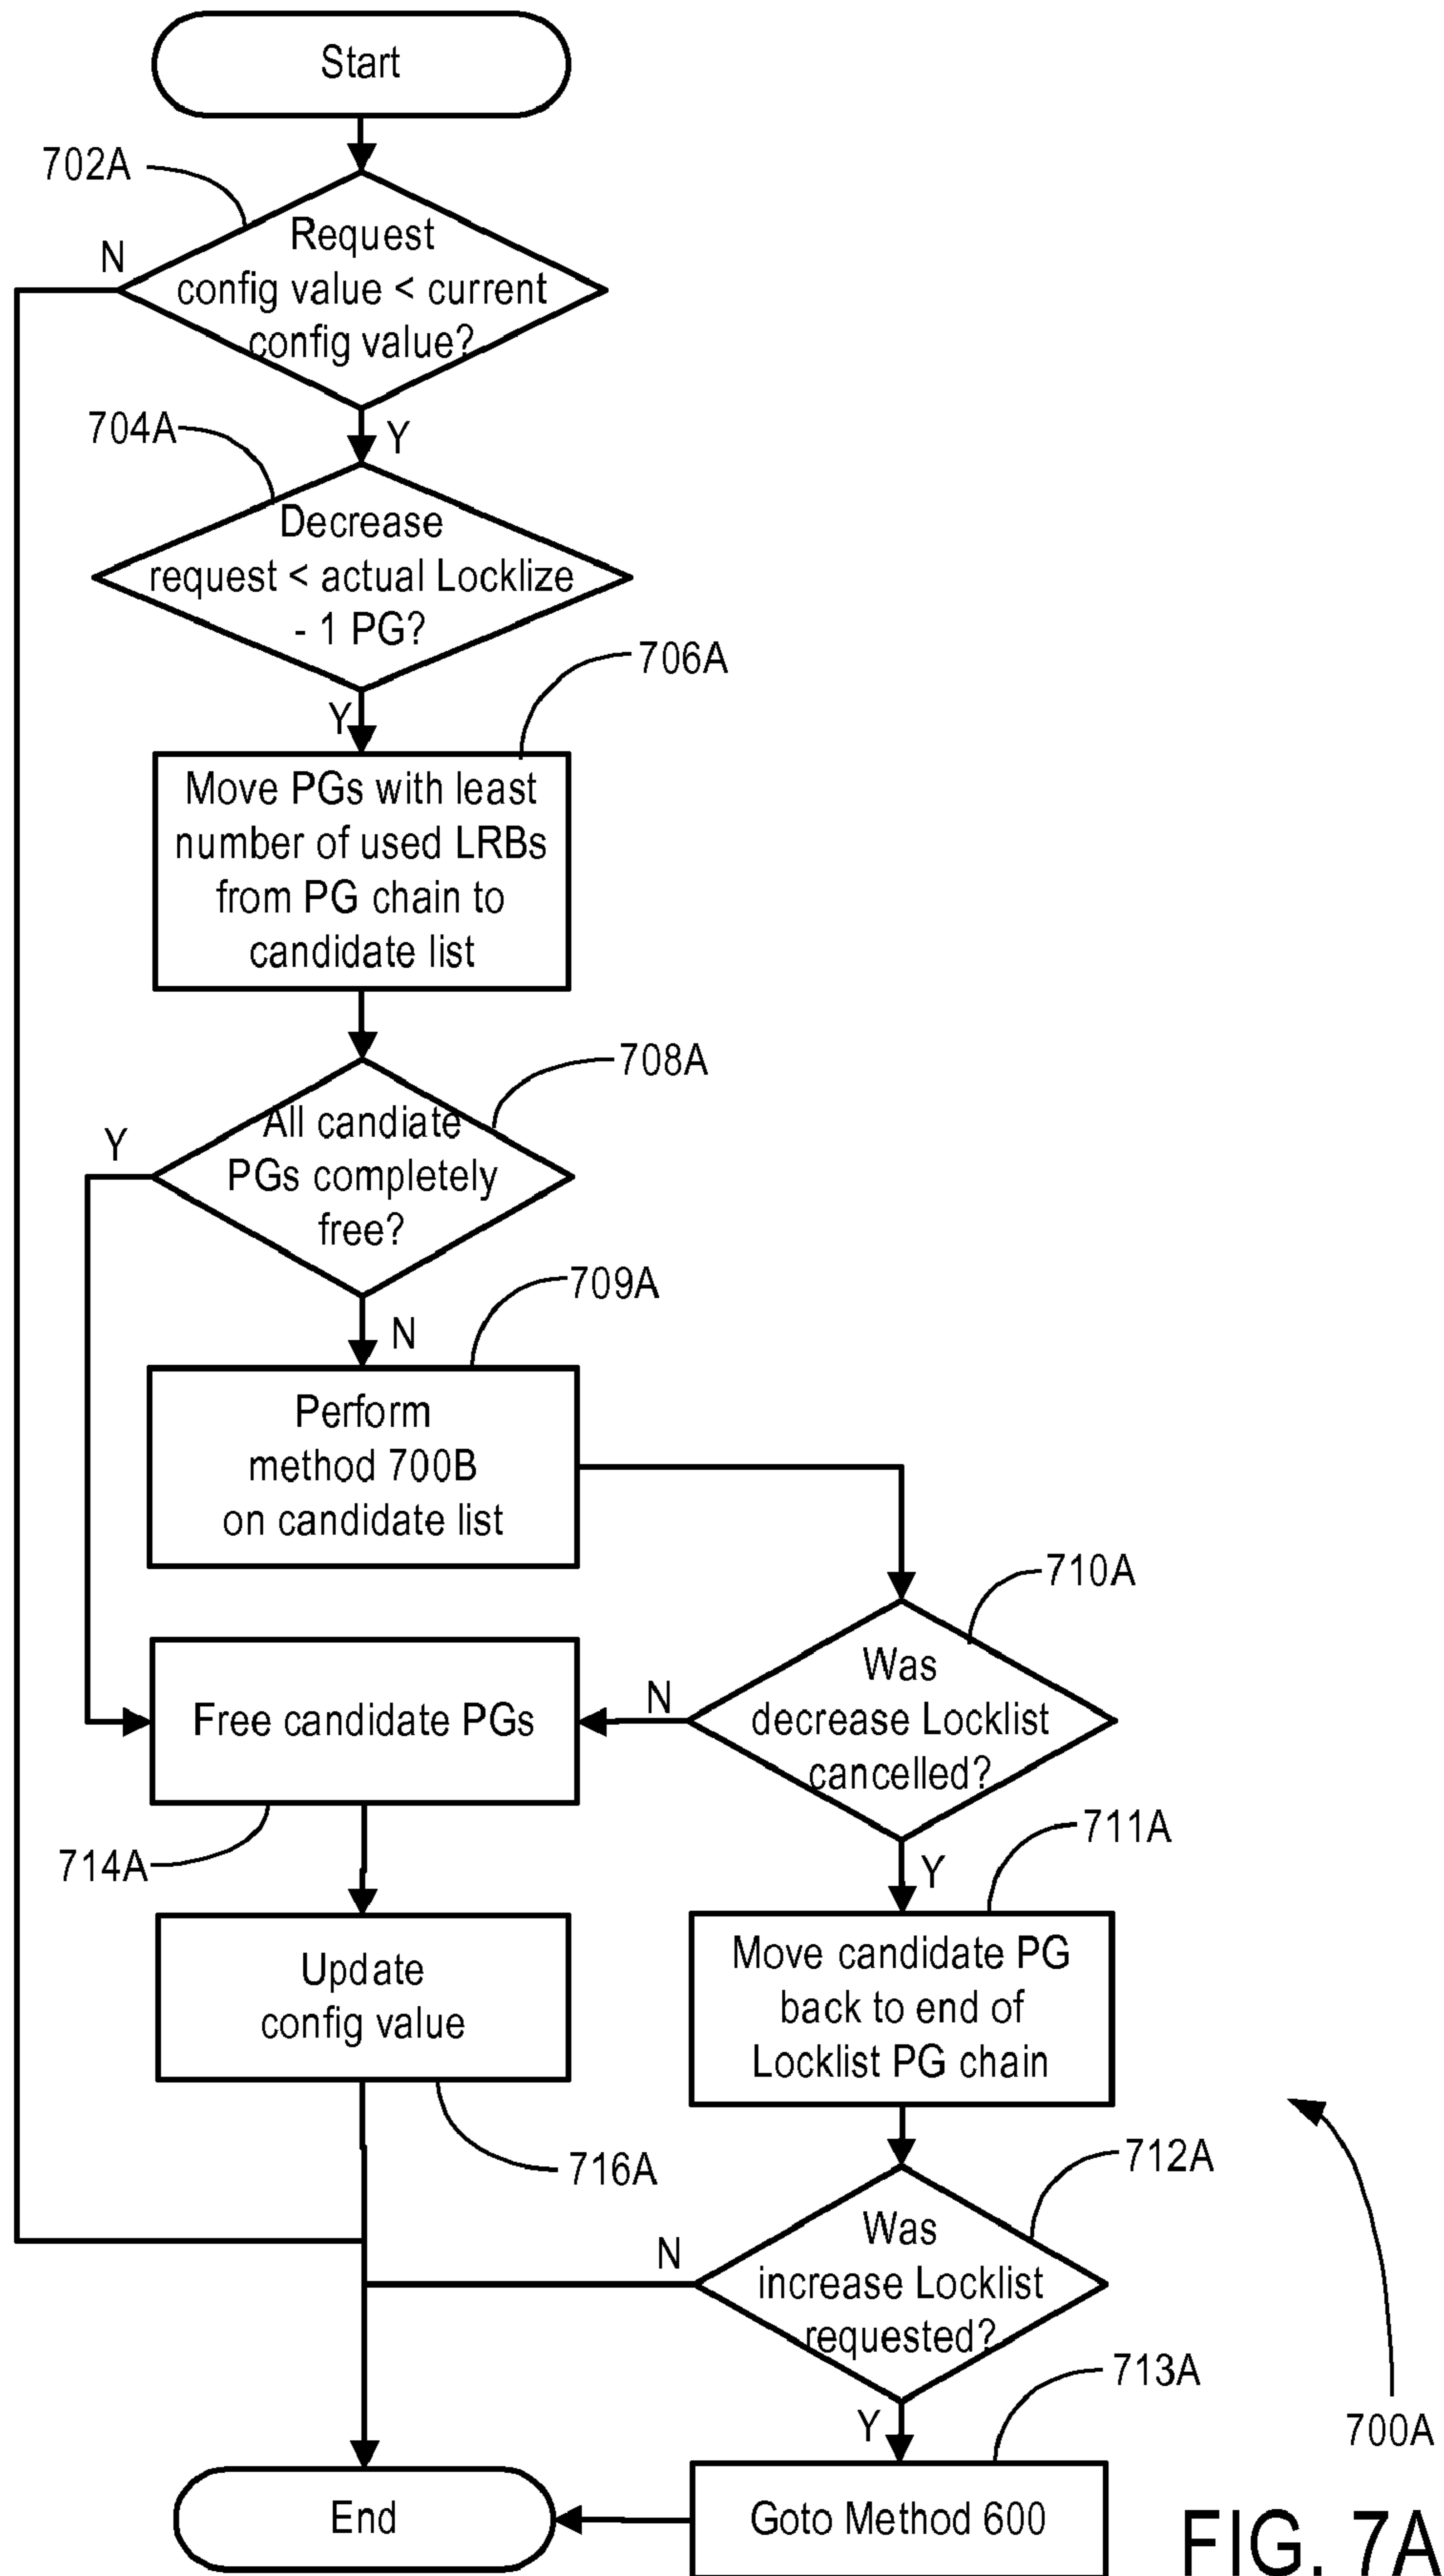 Start
702A
N
Request
config value < current
config value?
704A
Y
Decrease
request < actual Locklize
- 1 PG?
706A
Y
Move PGs with least
number of used LRBs
from PG chain to
candidate list
708A
Y
All candiate
PGs completely
free?
709A
N
Perform
method 700B
on candidate list
710A
Was
decrease Locklist
cancelled?
N
Free candidate PGs
714A
711A
Y
Move candidate PG
back to end of
Locklist PG chain
Update
config value
716A
712A
N
Was
increase Locklist
requested?
713A
Y
Goto Method 600
End
700A
FIG. 7A